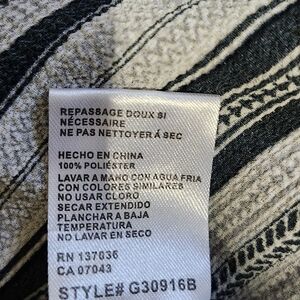 REPASSAGE DOUX SI
NÉCESSAIRE
NE PAS NETTOYER À SEC
HECHO EN CHINA
100% POLIÉSTER
LAVAR A MANO CON AGUA FRIA
CON COLORES SIMILARES
NO USAR CLORO
SECAR EXTENDIDO
PLANCHAR A BAJA
TEMPERATURA
NO LAVAR EN SECO
RN 137036
CA 07043
STYLE# G30916B